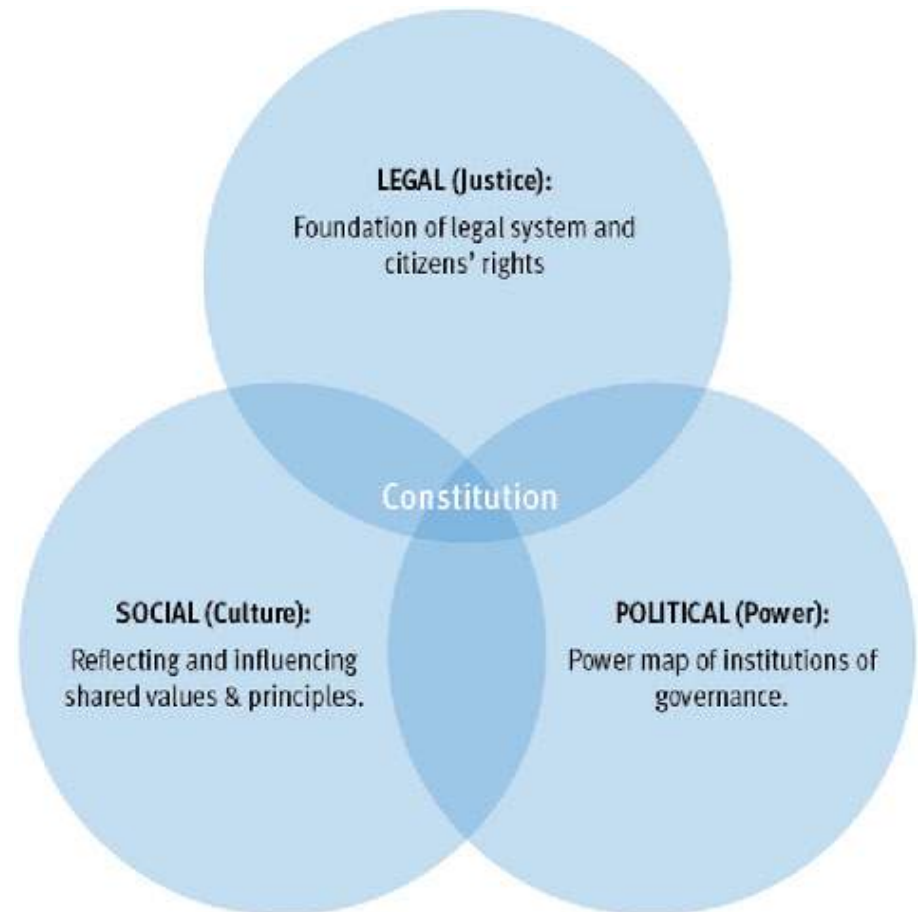 LEGAL (Justice):
Foundation of legal system and
citizens’ rights
Constitution
SOCIAL (Culture):
Reflecting and influencing
shared values & principles.
POLITICAL (Power):
Power map of institutions of
governance.